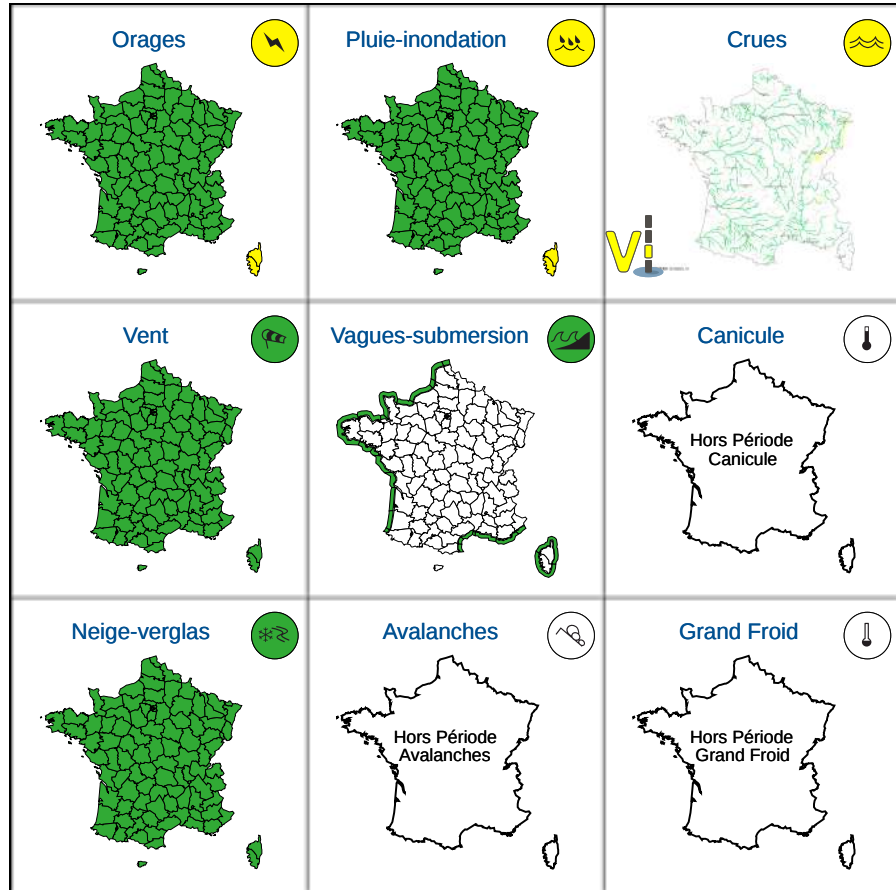 Orages
Pluie-inondation
Crues
Vi
Vent
Vagues-submersion
Canicule
Hors Période
Canicule
Neige-verglas
Avalanches
Hors Période
Avalanches
Grand Froid
Hors Période
Grand Froid